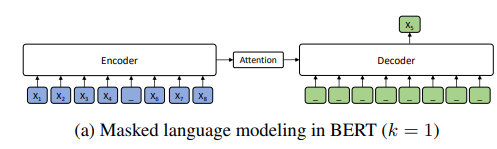 X5
Encoder Attention Decoder
X1 X2 X3 X4 _ X6 X7 X8 _ _ _ _ _ _ _ _
(a) Masked language modeling in BERT (k = 1)